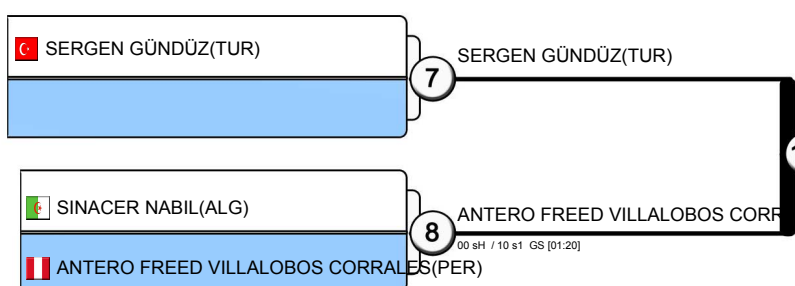 SERGEN GÜNDÜZ(TUR)
SERGEN GÜNDÜZ(TUR)
7
SINACER NABIL(ALG)
ANTERO FREED VILLALOBOS CORR
8
00 sH / 10 s1 GS [01:20]
ANTERO FREED VILLALOBOS CORRALES(PER)